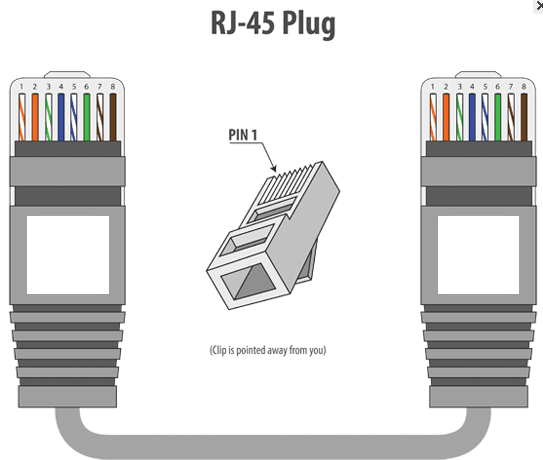 RJ-45 Plug
1 2 3 4 5 6 7 8
1 2 3 4 5 6 7 8
PIN 1
(Clip is pointed away from you)